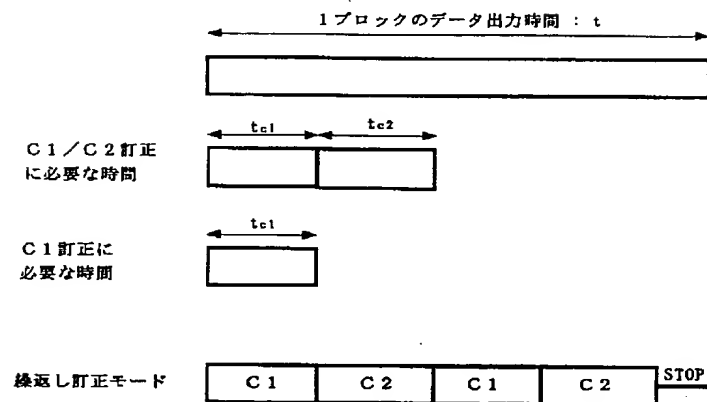 1ブロックのデータ出力時間 : t
tc1
tc2
C1/C2訂正
に必要な時間
tc1
C1訂正に
必要な時間
繰返し訂正モード
C1
C2
C1
C2
STOP